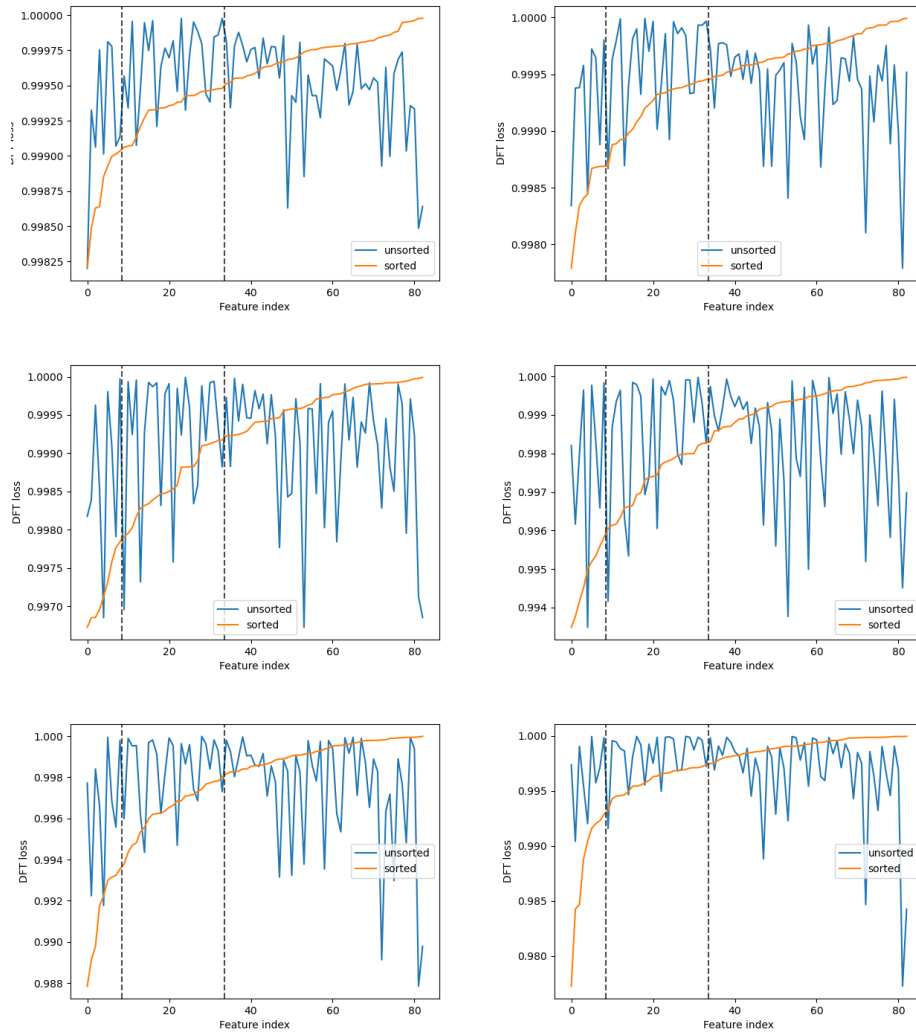 1.00000
0.99975
0.99950
0.99925
0.99900
0.99875
0.99850
0.99825
loss
unsorted
sorted
0 20 40 60 80
Feature index
1.0000
0.9995
0.9990
0.9985
0.9980
DFT loss
unsorted
sorted
0 20 40 60 80
Feature index
1.0000
0.9995
0.9990
0.9985
0.9980
0.9975
0.9970
DFT loss
unsorted
sorted
0 20 40 60 80
Feature index
1.000
0.999
0.998
0.997
0.996
0.995
0.994
DFT loss
unsorted
sorted
0 20 40 60 80
Feature index
1.000
0.998
0.996
0.994
0.992
0.990
0.988
DFT loss
unsorted
sorted
0 20 40 60 80
Feature index
1.000
0.995
0.990
0.985
0.980
DFT loss
unsorted
sorted
0 20 40 60 80
Feature index